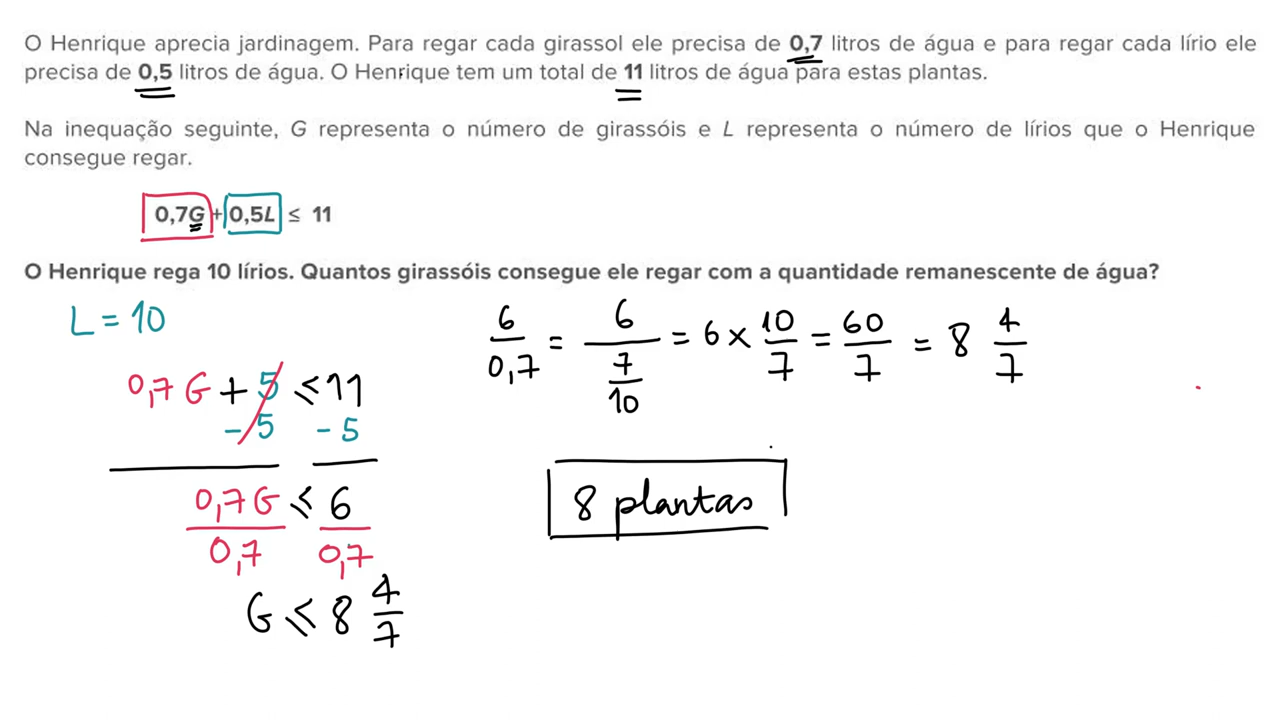 O Henrique aprecia jardinagem. Para regar cada girassol ele precisa de 0,7 litros de água e para regar cada lírio ele
precisa de 0,5 litros de água. O Henrique tem um total de 11 litros de água para estas plantas.
Na inequação seguinte, G representa o número de girassóis e L representa o número de lírios que o Henrique
consegue regar.
0,7G + 0,5L ≤ 11
O Henrique rega 10 lírios. Quantos girassóis consegue ele regar com a quantidade remanescente de água?
L = 10
0,7 G + 5 ⩽ 11
- 5 - 5
0,7 G ⩽ 6
0,7 0,7
G ⩽ 8 4/7
6/0,7 = 6/(7/10) = 6 × 10/7 = 60/7 = 8 4/7
8 plantas